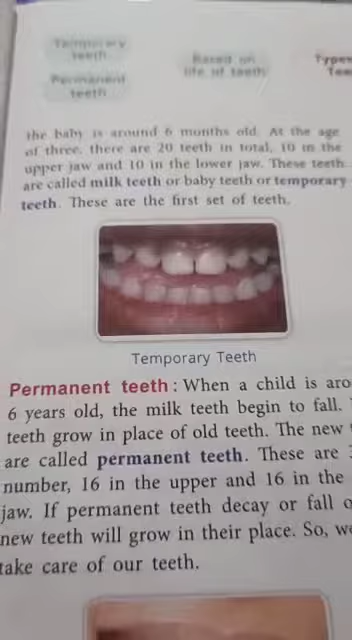 Temporary
teeth
Based on
life of teeth
Types
Permanent
teeth
the baby is around 6 months old. At the age
of three, there are 20 teeth in total, 10 in the
upper jaw and 10 in the lower jaw. These teeth
are called milk teeth or baby teeth or temporary
teeth. These are the first set of teeth.
Temporary Teeth
Permanent teeth : When a child is aro
6 years old, the milk teeth begin to fall.
teeth grow in place of old teeth. The new
are called permanent teeth. These are
number, 16 in the upper and 16 in the
jaw. If permanent teeth decay or fall o
new teeth will grow in their place. So, we
take care of our teeth.